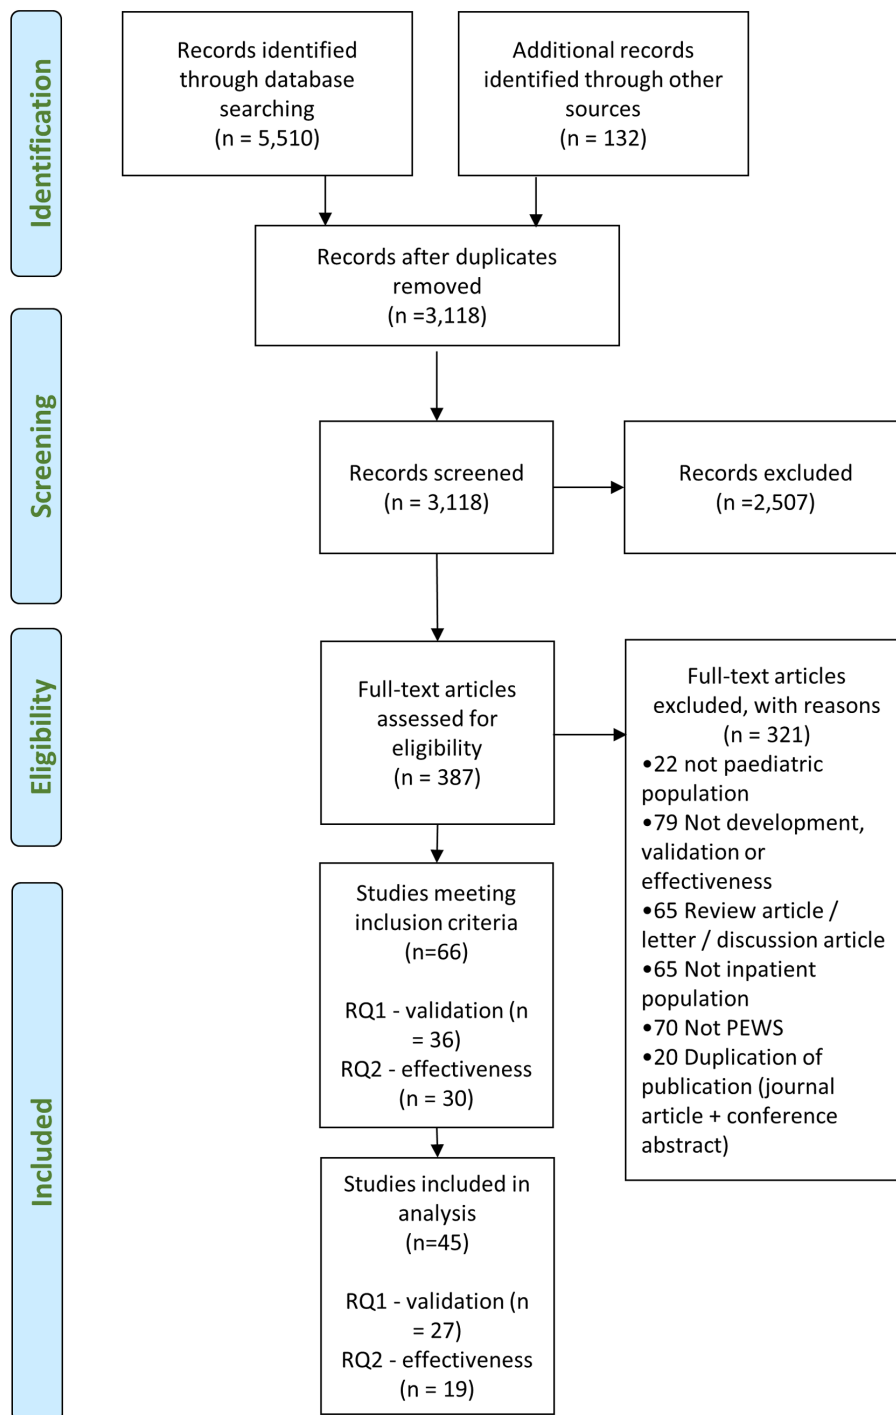 Identification
Records identified
through database
searching
(n = 5,510)
Additional records
identified through other
sources
(n = 132)
Records after duplicates
removed
(n =3,118)
Screening
Records screened
(n = 3,118)
Records excluded
(n =2,507)
Eligibility
Full-text articles
assessed for
eligibility
(n = 387)
Full-text articles
excluded, with reasons
(n = 321)
•22 not paediatric
population
•79 Not development,
validation or
effectiveness
•65 Review article /
letter / discussion article
•65 Not inpatient
population
•70 Not PEWS
•20 Duplication of
publication (journal
article + conference
abstract)
Included
Studies meeting
inclusion criteria
(n=66)
RQ1 - validation (n
= 36)
RQ2 - effectiveness
(n = 30)
Studies included in
analysis
(n=45)
RQ1 - validation (n
= 27)
RQ2 - effectiveness
(n = 19)